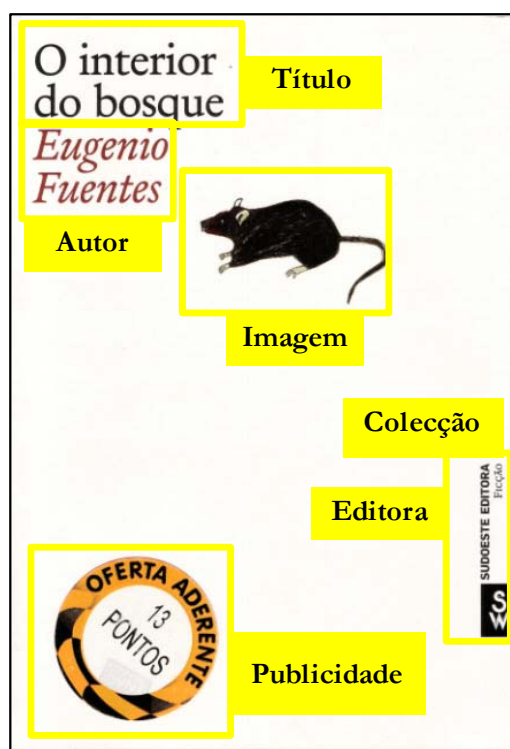 O interior
do bosque
Título
Eugenio
Fuentes
Autor
Imagem
Colecção
Editora
SUDOESTE EDITORA
FICÇÃO
SW
OFERTA ADERENTE
13
PONTOS
Publicidade